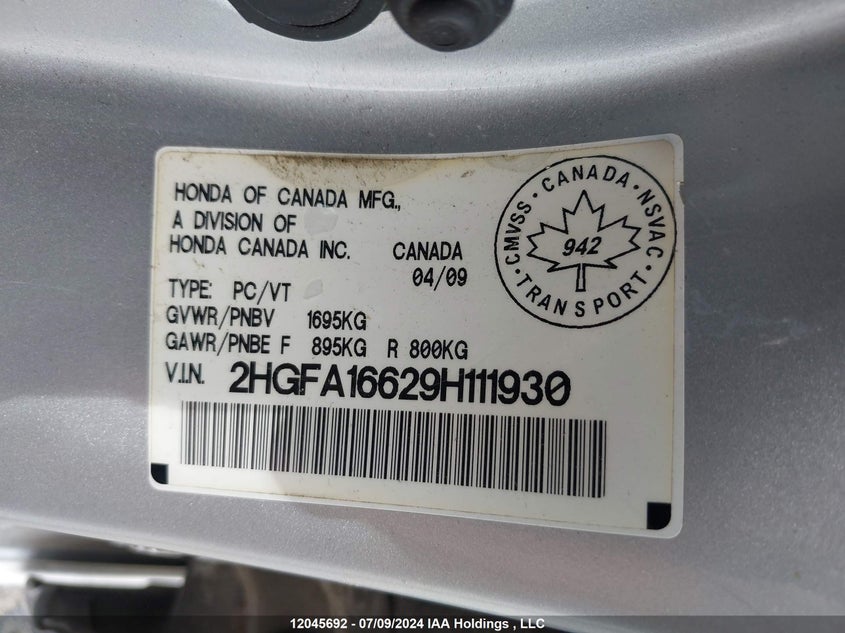 HONDA OF CANADA MFG.,
A DIVISION OF
HONDA CANADA INC. CANADA
04/09
TYPE: PC/VT
GVWR/PNBV 1695KG
GAWR/PNBE F 895KG R 800KG
V.I.N. 2HGFA16629H111930
CMVSS · CANADA · NSVAC
942
· TRANSPORT ·
12045692 - 07/09/2024 IAA Holdings , LLC